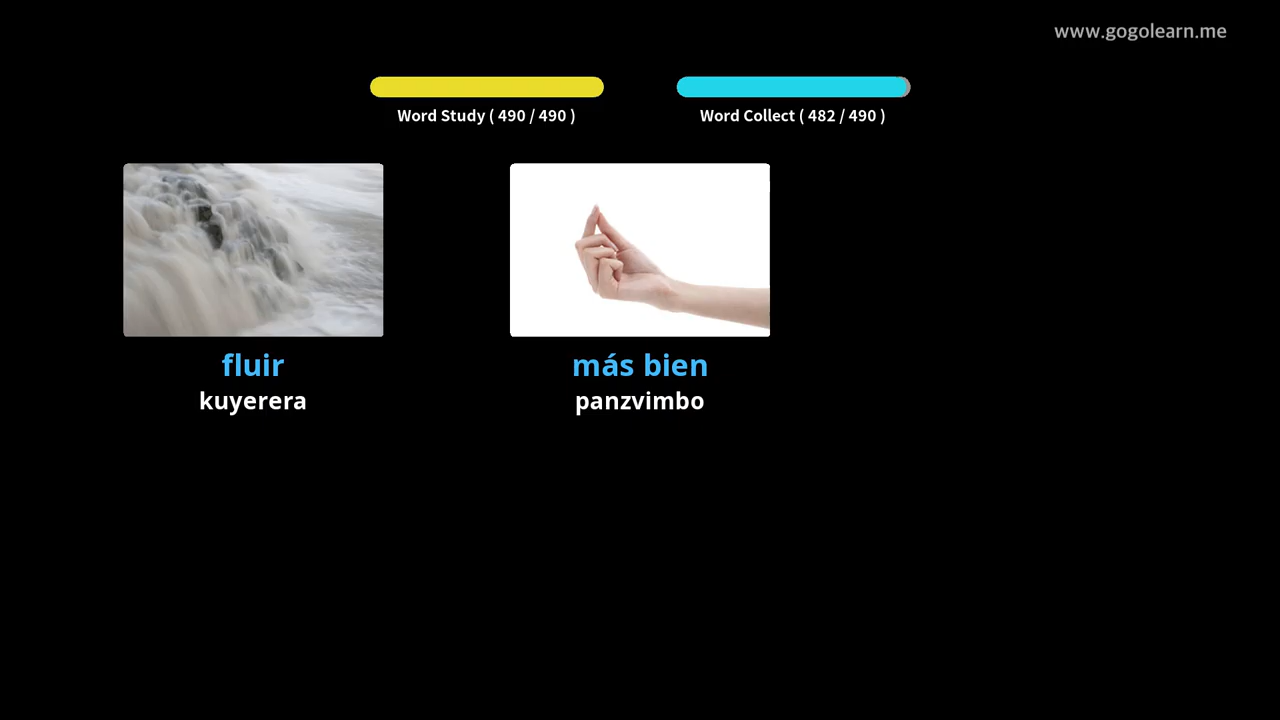 www.gogolearn.me
Word Study ( 490 / 490 )
Word Collect ( 482 / 490 )
fluir
kuyerera
más bien
panzvimbo